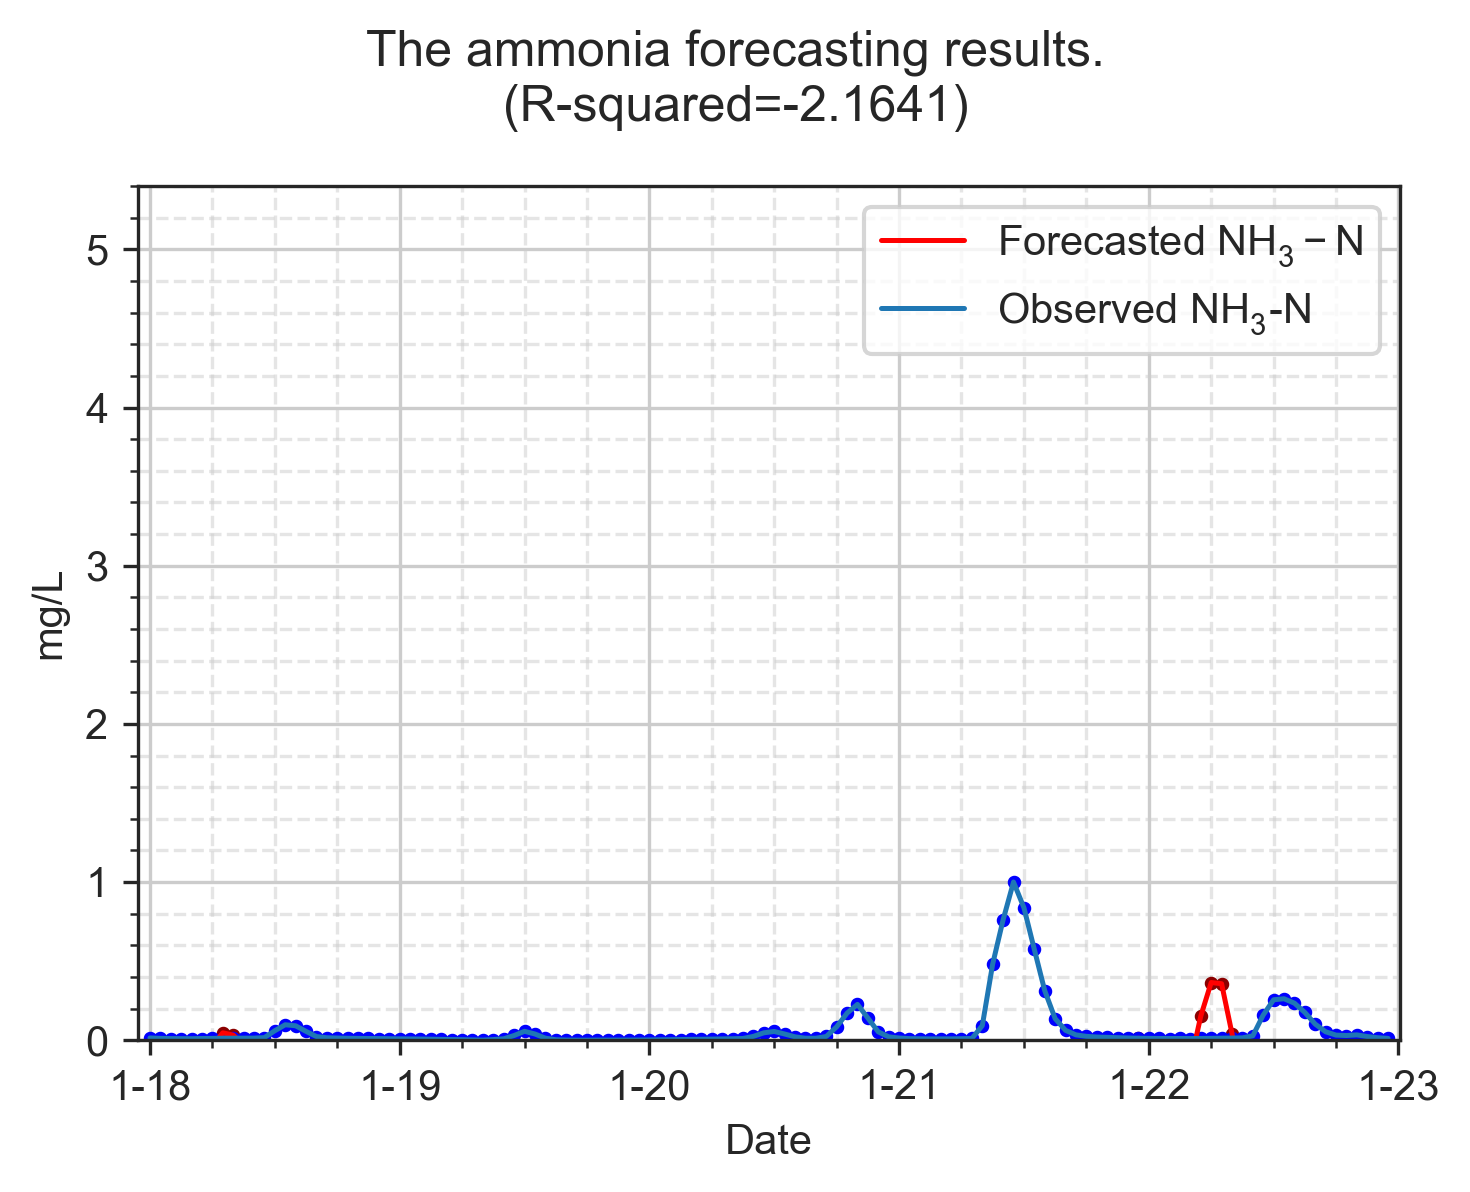 The ammonia forecasting results.
(R-squared=-2.1641)
Forecasted NH₃ − N
Observed NH₃-N
5
4
3
2
1
0
mg/L
1-18 1-19 1-20 1-21 1-22 1-23
Date